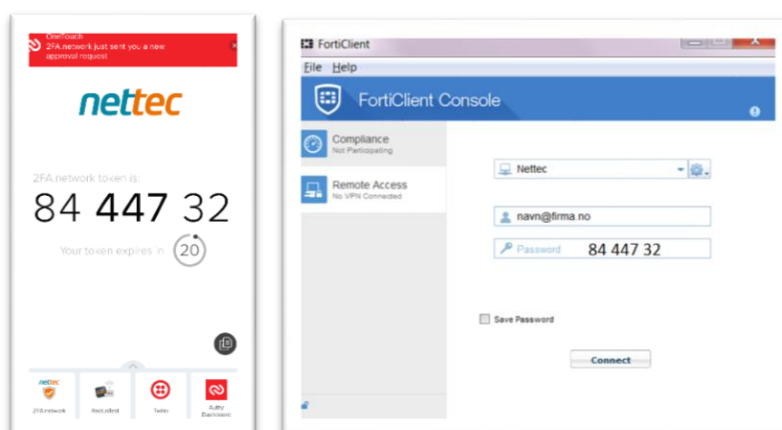 OneTouch
2FA.network just sent you a new
approval request
nettec
2FA.network token is:
84 447 32
Your token expires in 20
nettec
2FA.network
Twilio
Authy
Dashboard
FortiClient
File Help
FortiClient Console
Compliance
Not Participating
Remote Access
No VPN Connected
Nettec
navn@firma.no
Password 84 447 32
Save Password
Connect